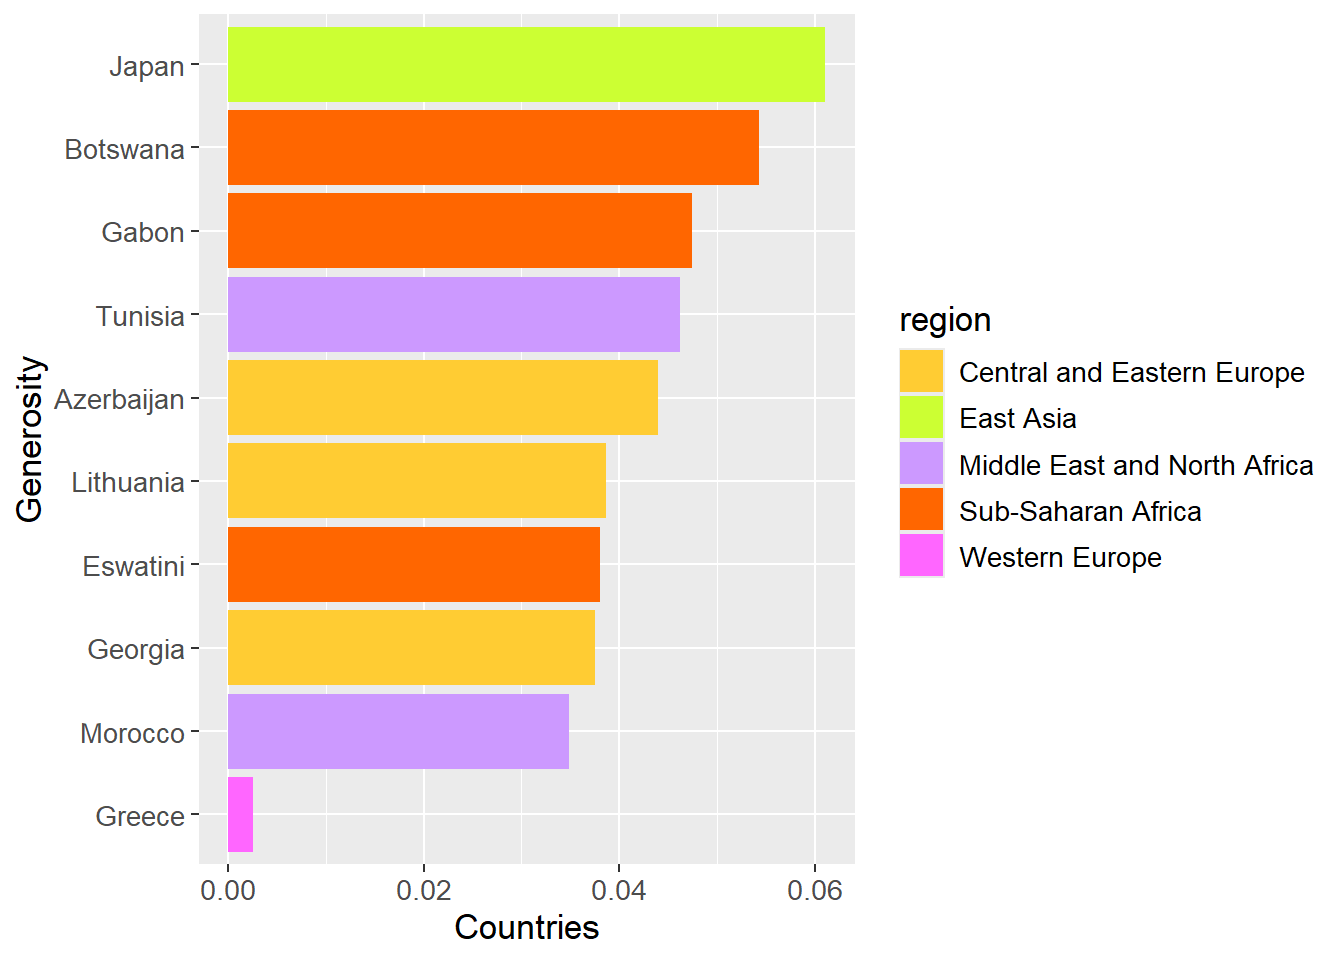 Japan
Botswana
Gabon
Tunisia
Azerbaijan
Lithuania
Eswatini
Georgia
Morocco
Greece
Generosity
0.00 0.02 0.04 0.06
Countries
region
Central and Eastern Europe
East Asia
Middle East and North Africa
Sub-Saharan Africa
Western Europe